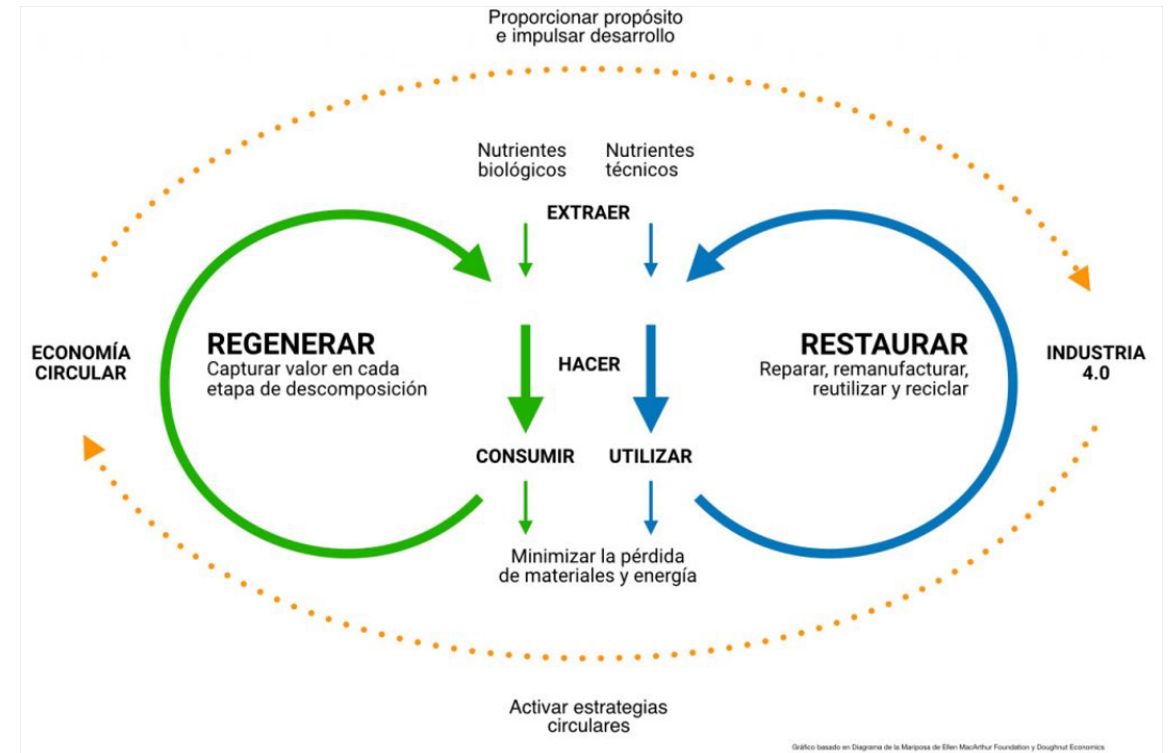 Proporcionar propósito
e impulsar desarrollo
Nutrientes
biológicos
Nutrientes
técnicos
EXTRAER
REGENERAR
Capturar valor en cada
etapa de descomposición
HACER
RESTAURAR
Reparar, remanufacturar,
reutilizar y reciclar
ECONOMÍA
CIRCULAR
INDUSTRIA
4.0
CONSUMIR
UTILIZAR
Minimizar la pérdida
de materiales y energía
Activar estrategias
circulares
Gráfico basado en Diagrama de la Mariposa de Ellen MacArthur Foundation y Doughnut Economics